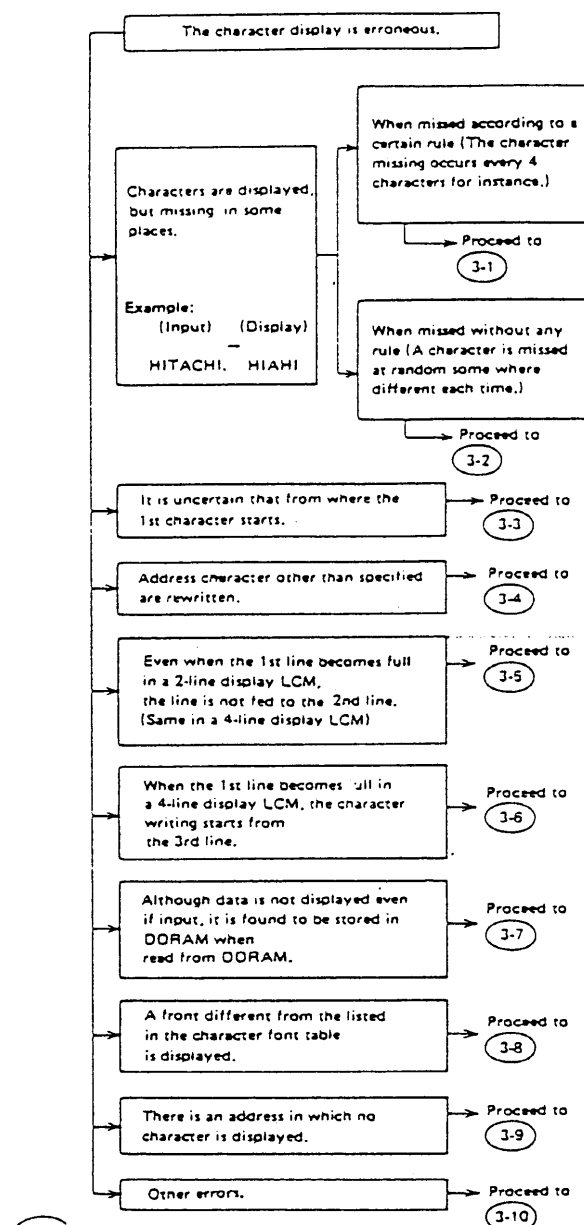 The character display is erroneous.
Characters are displayed,
but missing in some
places.
Example:
(Input) (Display)
HITACHI. HIAHI
When missed according to a
certain rule (The character
missing occurs every 4
characters for instance.)
Proceed to
3-1
When missed without any
rule (A character is missed
at random some where
different each time.)
Proceed to
3-2
It is uncertain that from where the
1st character starts.
Proceed to
3-3
Address character other than specified
are rewritten.
Proceed to
3-4
Even when the 1st line becomes full
in a 2-line display LCM,
the line is not fed to the 2nd line.
(Same in a 4-line display LCM)
Proceed to
3-5
When the 1st line becomes full in
a 4-line display LCM, the character
writing starts from
the 3rd line.
Proceed to
3-6
Although data is not displayed even
if input, it is found to be stored in
DDRAM when
read from DDRAM.
Proceed to
3-7
A front different from the listed
in the character font table
is displayed.
Proceed to
3-8
There is an address in which no
character is displayed.
Proceed to
3-9
Other errors.
Proceed to
3-10